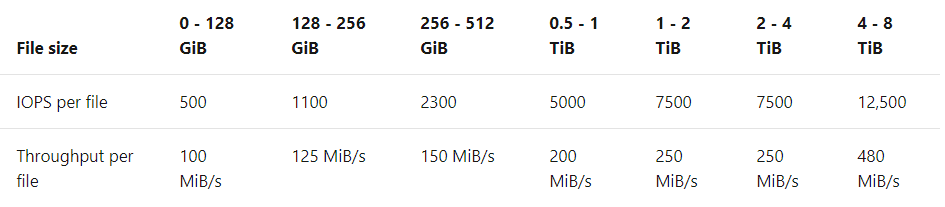 File size 0 - 128 GiB 128 - 256 GiB 256 - 512 GiB 0.5 - 1 TiB 1 - 2 TiB 2 - 4 TiB 4 - 8 TiB
IOPS per file 500 1100 2300 5000 7500 7500 12,500
Throughput per file 100 MiB/s 125 MiB/s 150 MiB/s 200 MiB/s 250 MiB/s 250 MiB/s 480 MiB/s